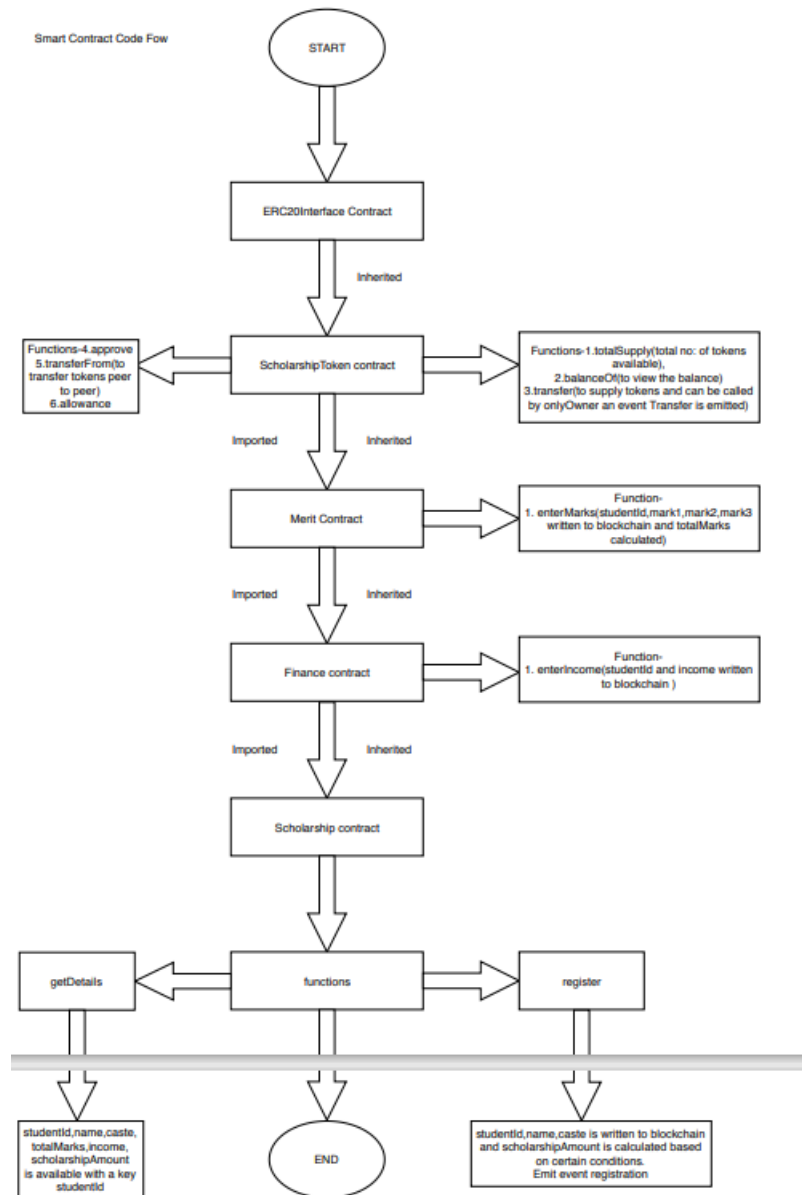 Smart Contract Code Fow
START
ERC20Interface Contract
Inherited
Functions-4.approve
5.transferFrom(to
transfer tokens peer
to peer)
6.allowance
ScholarshipToken contract
Functions-1.totalSupply(total no: of tokens
available),
2.balanceOf(to view the balance)
3.transfer(to supply tokens and can be called
by onlyOwner an event Transfer is emitted)
Imported
Inherited
Merit Contract
Function-
1. enterMarks(studentId,mark1,mark2,mark3
written to blockchain and totalMarks
calculated)
Imported
Inherited
Finance contract
Function-
1. enterIncome(studentId and income written
to blockchain )
Imported
Inherited
Scholarship contract
getDetails
functions
register
studentId,name,caste,
totalMarks,income,
scholarshipAmount
is available with a key
studentId
END
studentId,name,caste is written to blockchain
and scholarshipAmount is calculated based
on certain conditions.
Emit event registration